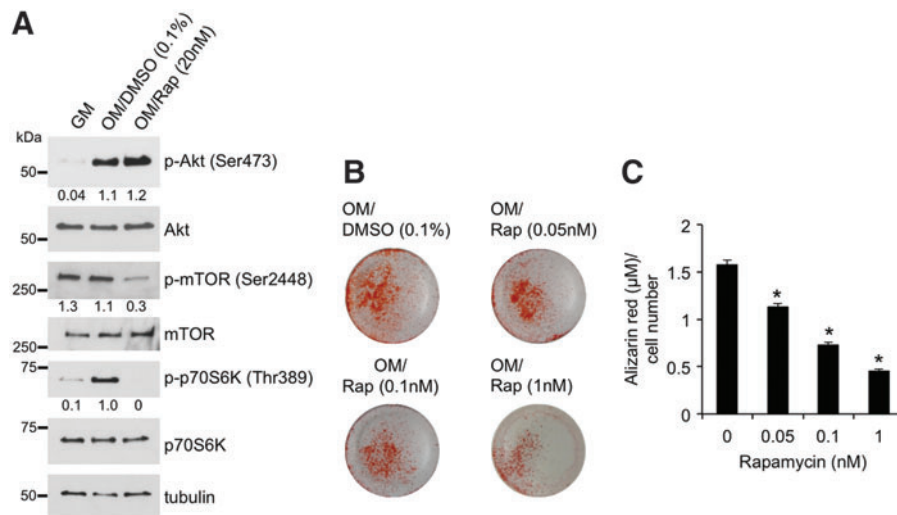 A
GM
OM/DMSO (0.1%)
OM/Rap (20nM)
kDa
50
p-Akt (Ser473)
0.04 1.1 1.2
50
Akt
250
p-mTOR (Ser2448)
1.3 1.1 0.3
250
mTOR
75
p-p70S6K (Thr389)
0.1 1.0 0
75
p70S6K
50
tubulin
B
OM/
DMSO (0.1%)
OM/
Rap (0.05nM)
OM/
Rap (0.1nM)
OM/
Rap (1nM)
C
Alizarin red (µM)/
cell number
2
1.5
1
0.5
0
* * *
0 0.05 0.1 1
Rapamycin (nM)